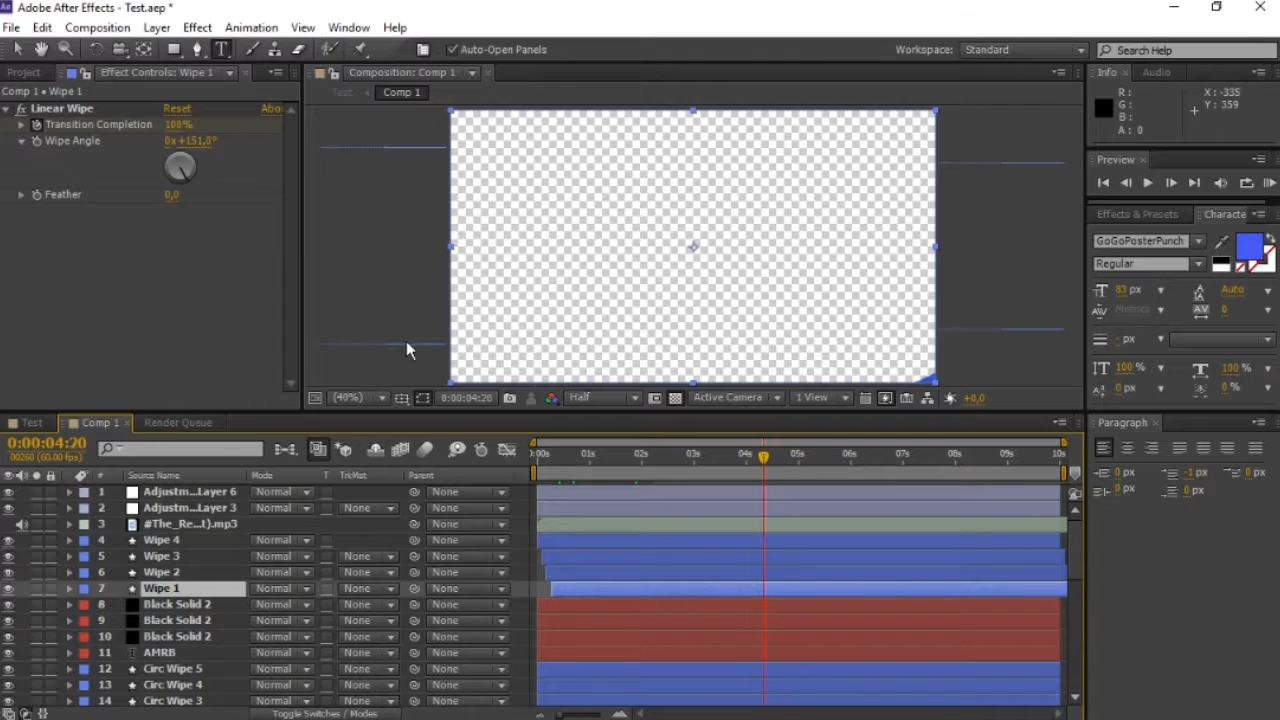 Adobe After Effects - Test.aep *
File Edit Composition Layer Effect Animation View Window Help
Auto-Open Panels
Workspace: Standard
Search Help
Project
Effect Controls: Wipe 1
Composition: Comp 1
Info
Audio
Comp 1 • Wipe 1
Test
Comp 1
Linear Wipe Reset Abo
Transition Completion 100%
Wipe Angle 0x+151,0°
Feather 0,0
R :
G :
B :
A : 0
X : -335
Y : 359
Preview
Effects & Presets
Characte
GoGoPosterPunch
Regular
83 px
Auto
Metrics
0
- px
100 %
100 %
0 px
0 %
(40%)
0:00:04:20
Half
Active Camera
1 View
+0,0
Test
Comp 1
Render Queue
Paragraph
0:00:04:20
00260 (60.00 fps)
:00s 01s 02s 03s 04s 05s 06s 07s 08s 09s 10s
# Source Name Mode T TrkMat Parent
0 px -1 px 0 px
0 px 0 px
1 Adjustm...Layer 6 Normal None
2 Adjustm...Layer 3 Normal None None
3 #The_Re...t).mp3 None
4 Wipe 4 Normal None
5 Wipe 3 Normal None None
6 Wipe 2 Normal None None
7 Wipe 1 Normal None None
8 Black Solid 2 Normal None None
9 Black Solid 2 Normal None None
10 Black Solid 2 Normal None None
11 AMRB Normal None None
12 Circ Wipe 5 Normal None None
13 Circ Wipe 4 Normal None None
14 Circ Wipe 3 Normal None None
Toggle Switches / Modes